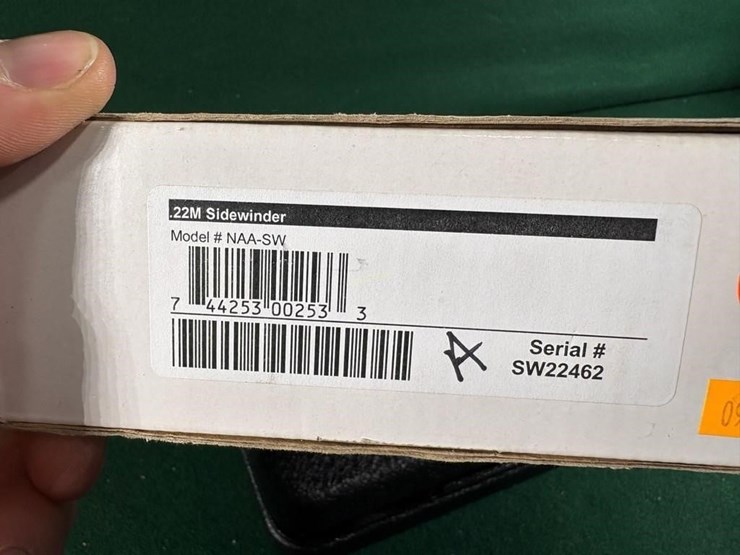 .22M Sidewinder
Model # NAA-SW
7 44253 00253 3
A
Serial #
SW22462